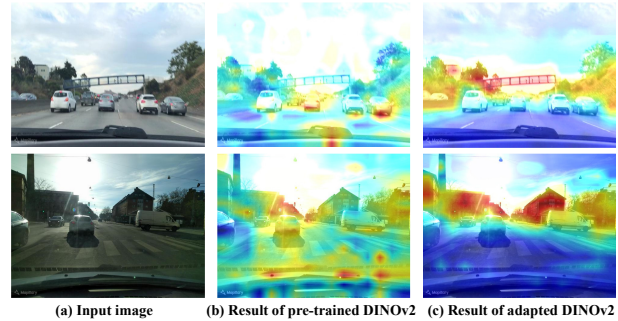 (a) Input image (b) Result of pre-trained DINOv2 (c) Result of adapted DINOv2